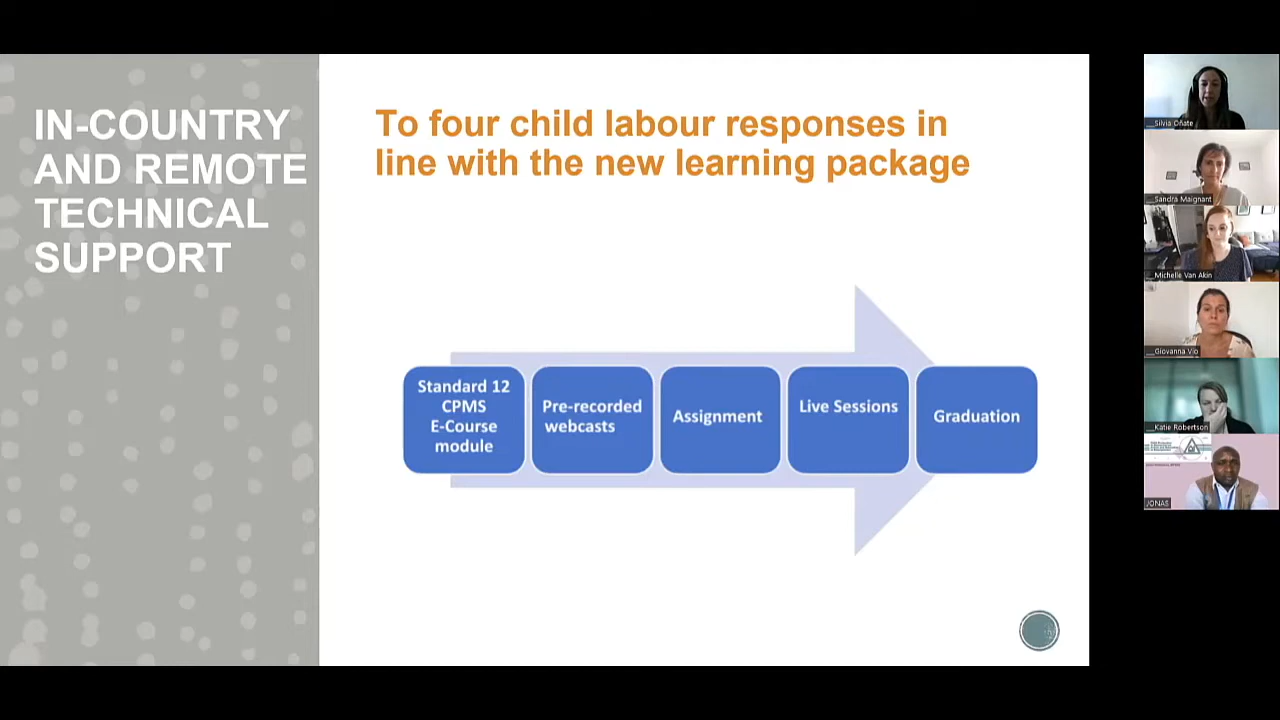 IN-COUNTRY
AND REMOTE
TECHNICAL
SUPPORT
To four child labour responses in
line with the new learning package
Standard 12
CPMS
E-Course
module
Pre-recorded
webcasts
Assignment
Live Sessions
Graduation
Silvia Oñate
Sandra Maignant
Michelle Van Akin
Giovanna Vio
Katie Robertson
JONAS